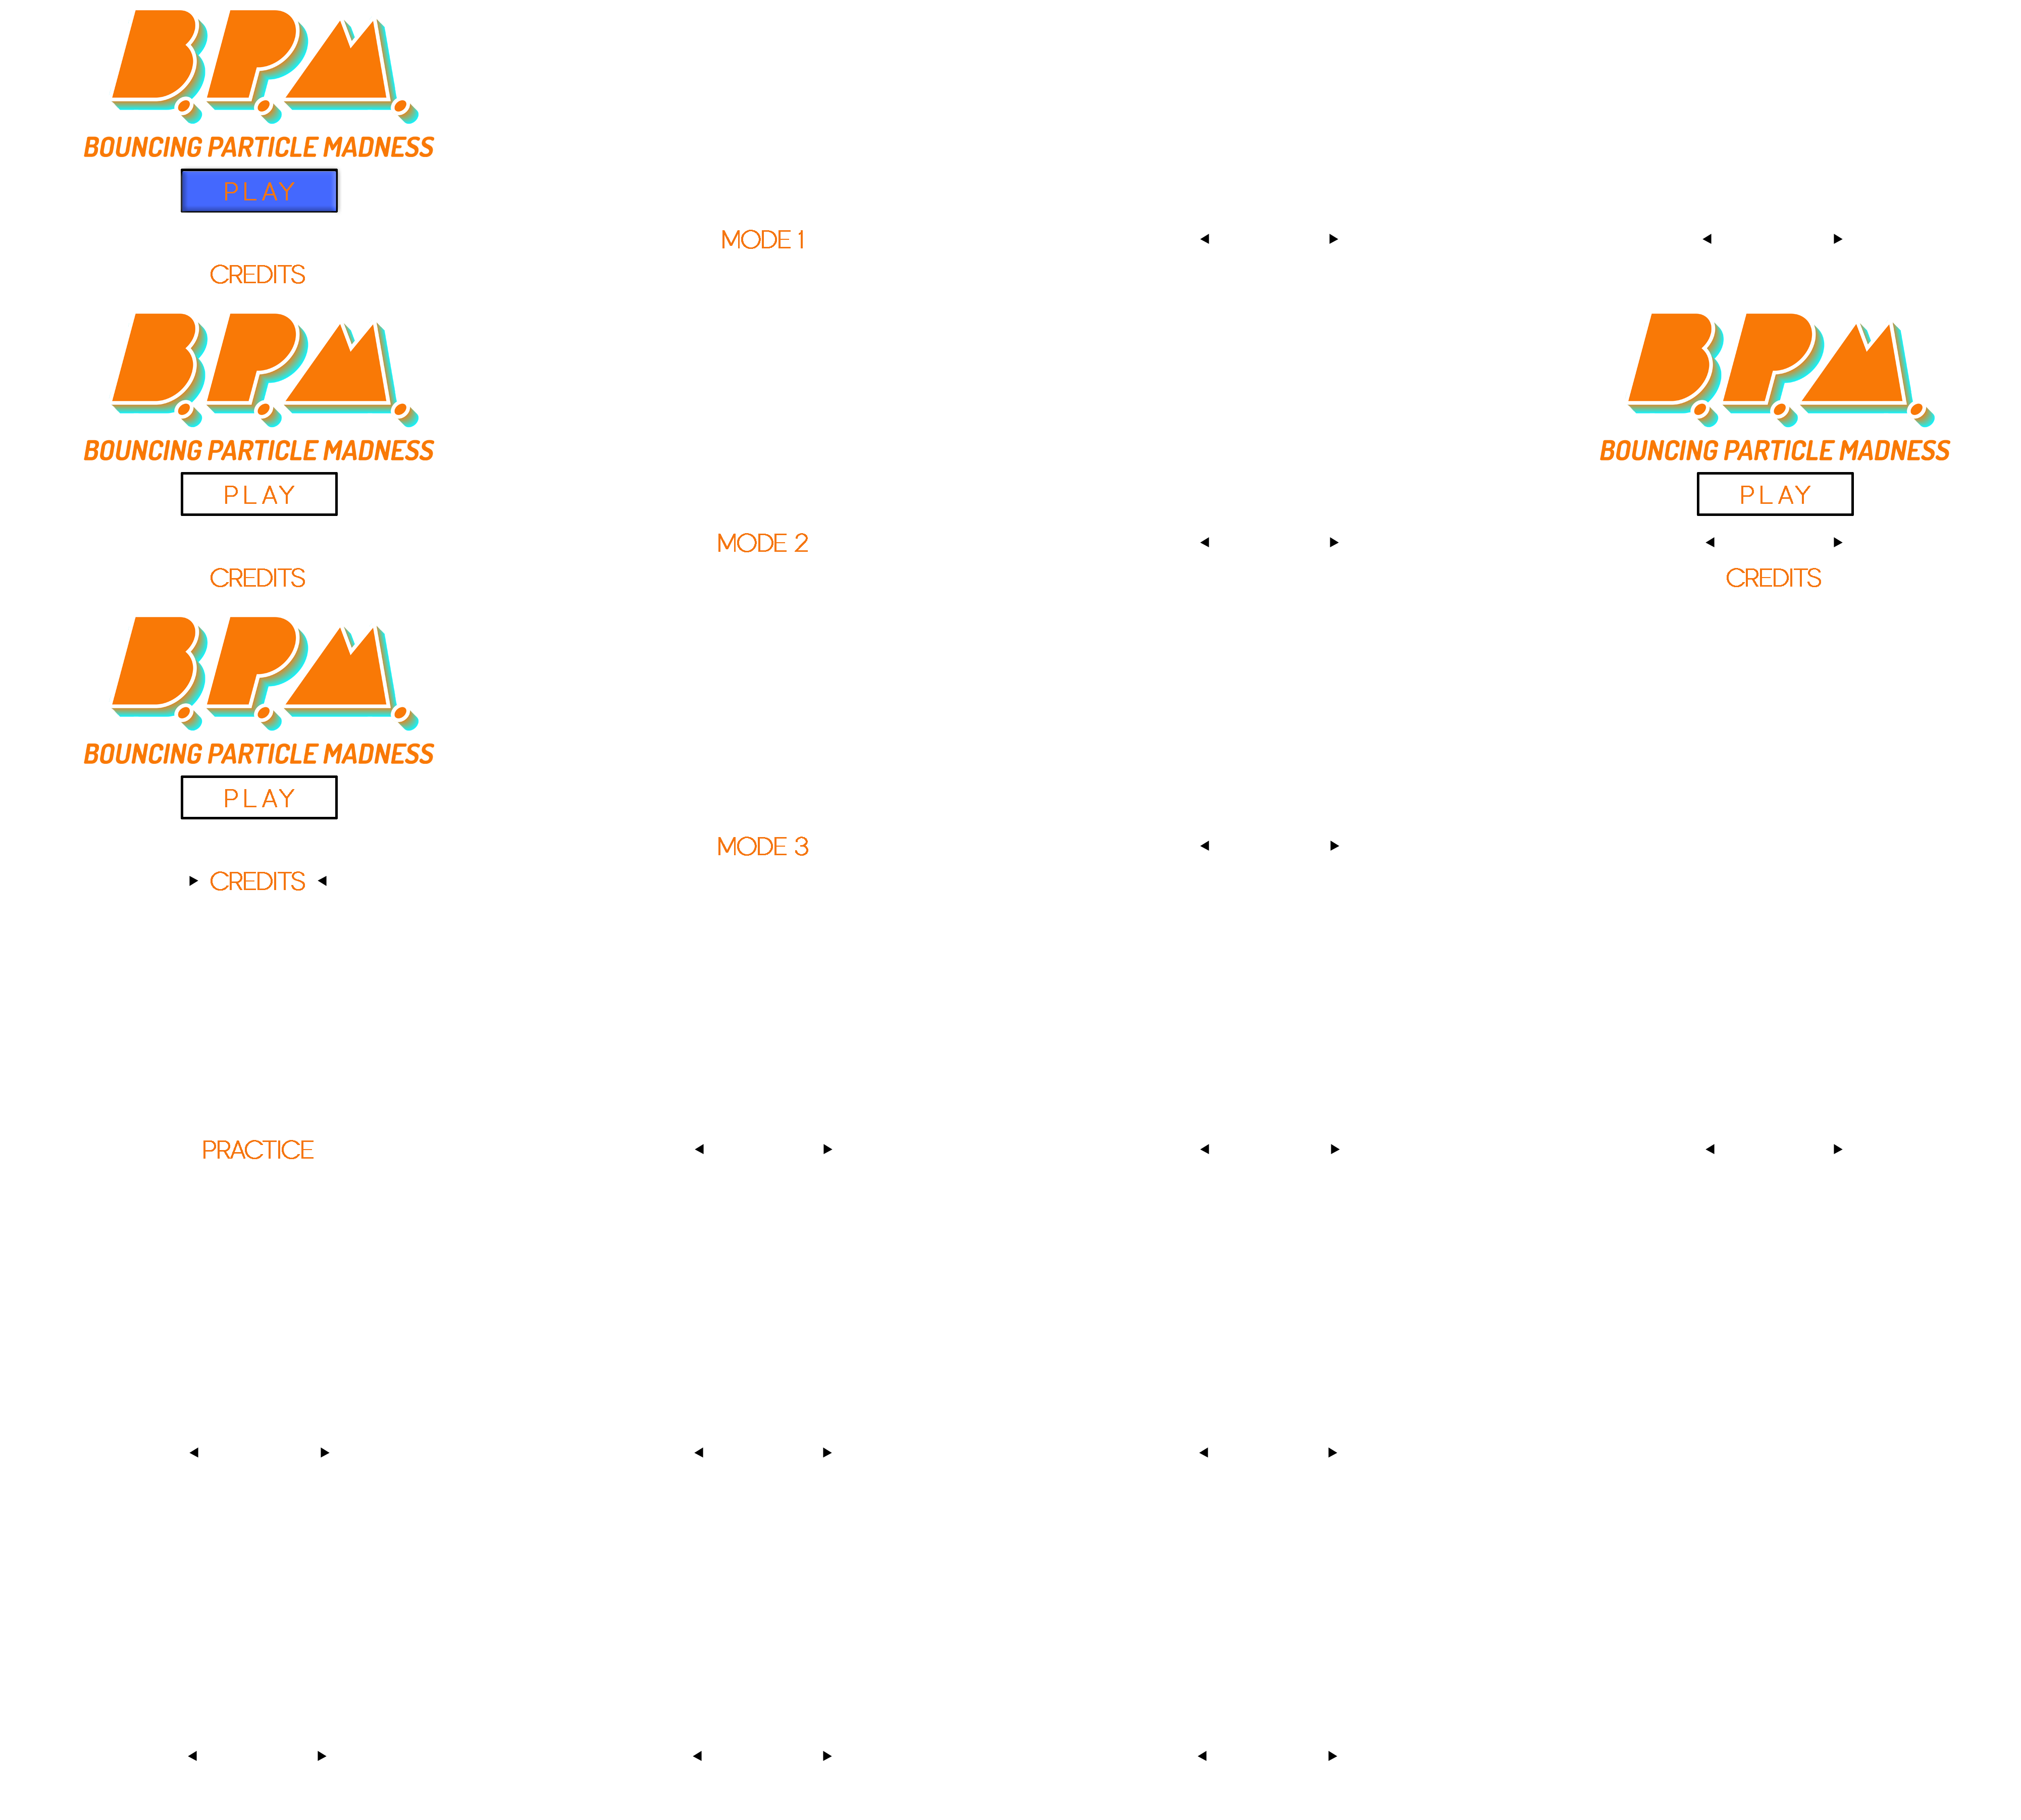 B.P.M.
BOUNCING PARTICLE MADNESS
PLAY
MODE 1
CREDITS
B.P.M.
BOUNCING PARTICLE MADNESS
PLAY
MODE 2
CREDITS
B.P.M.
BOUNCING PARTICLE MADNESS
PLAY
CREDITS
B.P.M.
BOUNCING PARTICLE MADNESS
PLAY
MODE 3
CREDITS
PRACTICE